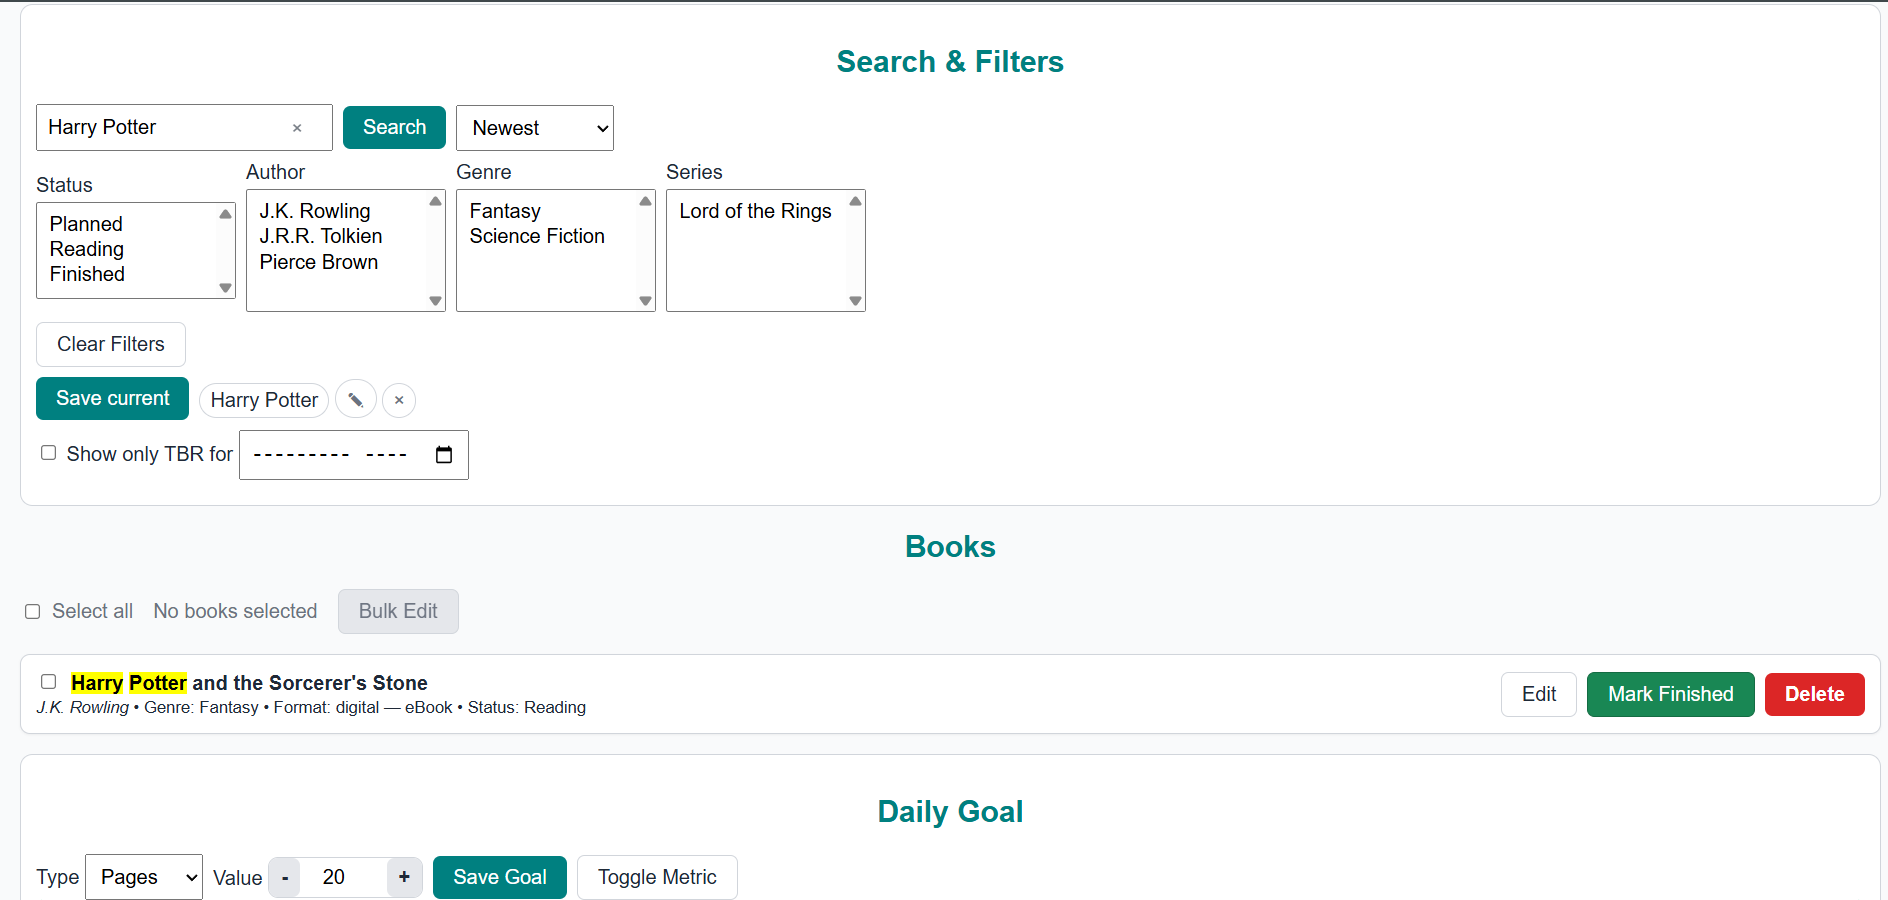 Search & Filters
Harry Potter ×
Search
Newest
Status
Planned
Reading
Finished
Author
J.K. Rowling
J.R.R. Tolkien
Pierce Brown
Genre
Fantasy
Science Fiction
Series
Lord of the Rings
Clear Filters
Save current
Harry Potter
×
Show only TBR for
--------- ----
Books
Select all
No books selected
Bulk Edit
Harry Potter and the Sorcerer's Stone
J.K. Rowling • Genre: Fantasy • Format: digital — eBook • Status: Reading
Edit
Mark Finished
Delete
Daily Goal
Type
Pages
Value
-
20
+
Save Goal
Toggle Metric